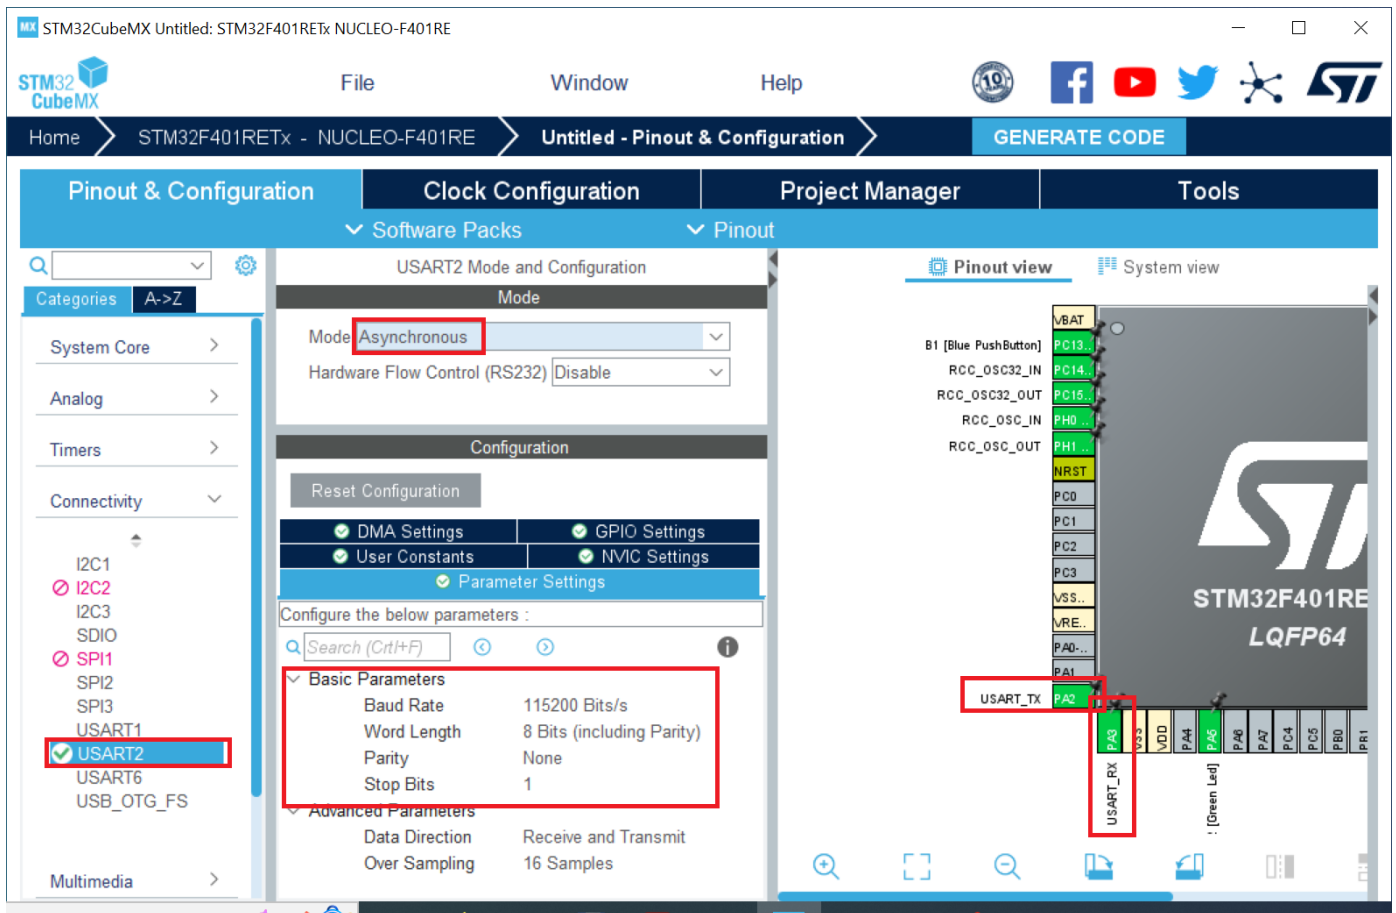 MX STM32CubeMX Untitled: STM32F401RETx NUCLEO-F401RE
STM32 CubeMX
File Window Help
10
Home STM32F401RETx - NUCLEO-F401RE Untitled - Pinout & Configuration GENERATE CODE
Pinout & Configuration Clock Configuration Project Manager Tools
Software Packs Pinout
Categories A->Z
System Core
Analog
Timers
Connectivity
I2C1
I2C2
I2C3
SDIO
SPI1
SPI2
SPI3
USART1
USART2
USART6
USB_OTG_FS
Multimedia
USART2 Mode and Configuration
Mode
Mode Asynchronous
Hardware Flow Control (RS232) Disable
Configuration
Reset Configuration
DMA Settings GPIO Settings
User Constants NVIC Settings
Parameter Settings
Configure the below parameters :
Search (Crtl+F)
Basic Parameters
Baud Rate 115200 Bits/s
Word Length 8 Bits (including Parity)
Parity None
Stop Bits 1
Advanced Parameters
Data Direction Receive and Transmit
Over Sampling 16 Samples
Pinout view System view
VBAT
B1 [Blue PushButton] PC13..
RCC_OSC32_IN PC14..
RCC_OSC32_OUT PC15..
RCC_OSC_IN PH0 ..
RCC_OSC_OUT PH1 ..
NRST
PC0
PC1
PC2
PC3
VSS..
VRE..
PA0-..
PA1
USART_TX PA2
STM32F401RE
LQFP64
PA3 VSS VDD PA4 PA5 PA6 PA7 PC4 PC5 PB0 PB1
USART_RX
[Green Led]